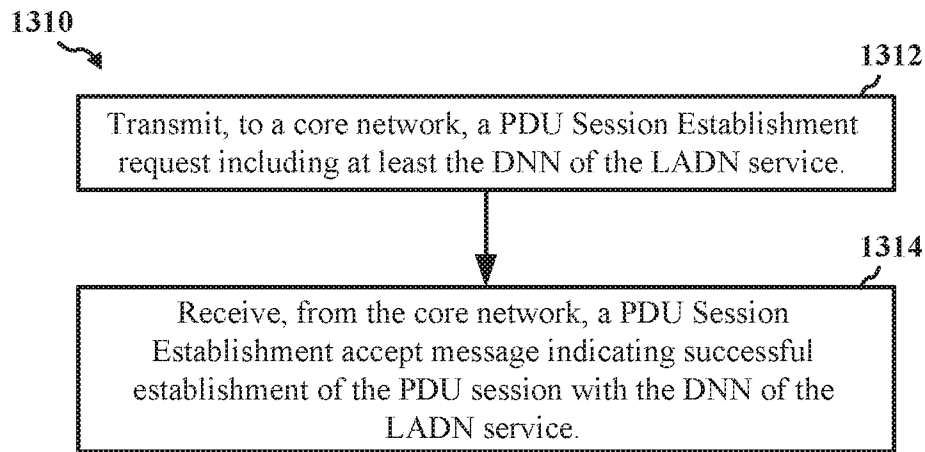 1310
1312
Transmit, to a core network, a PDU Session Establishment
request including at least the DNN of the LADN service.
1314
Receive, from the core network, a PDU Session
Establishment accept message indicating successful
establishment of the PDU session with the DNN of the
LADN service.